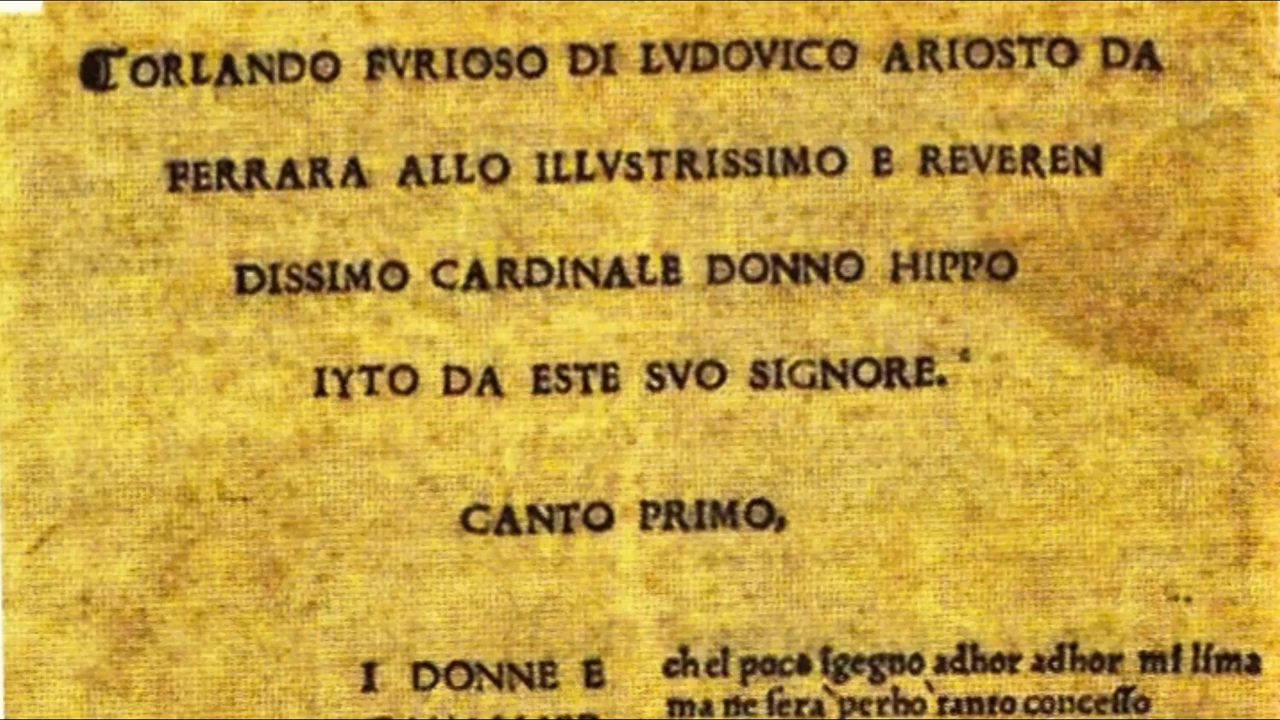 ORLANDO FVRIOSO DI LVDOVICO ARIOSTO DA
FERRARA ALLO ILLVSTRISSIMO E REVEREN
DISSIMO CARDINALE DONNO HIPPO
IYTO DA ESTE SVO SIGNORE.
CANTO PRIMO,
I DONNE E
chel poco ſgegno adhor adhor mi lima
ma ne ſera perho tanto conceſſo